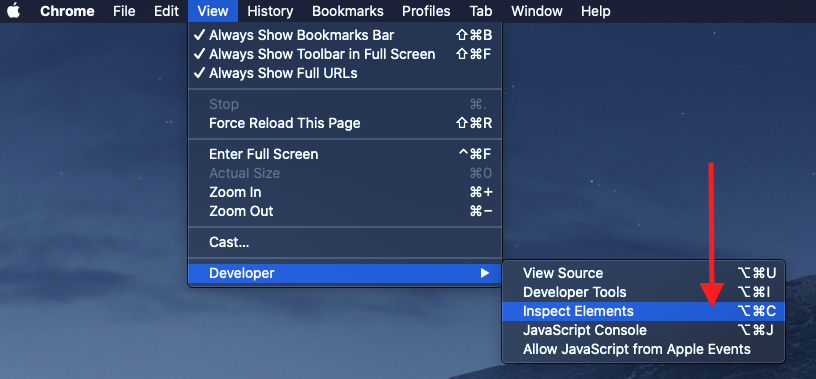 Chrome File Edit View History Bookmarks Profiles Tab Window Help
✓ Always Show Bookmarks Bar ⇧⌘B
✓ Always Show Toolbar in Full Screen ⇧⌘F
✓ Always Show Full URLs
Stop ⌘.
Force Reload This Page ⇧⌘R
Enter Full Screen ^⌘F
Actual Size ⌘0
Zoom In ⌘+
Zoom Out ⌘−
Cast...
Developer ▶
View Source ⌥⌘U
Developer Tools ⌥⌘I
Inspect Elements ⌥⌘C
JavaScript Console ⌥⌘J
Allow JavaScript from Apple Events